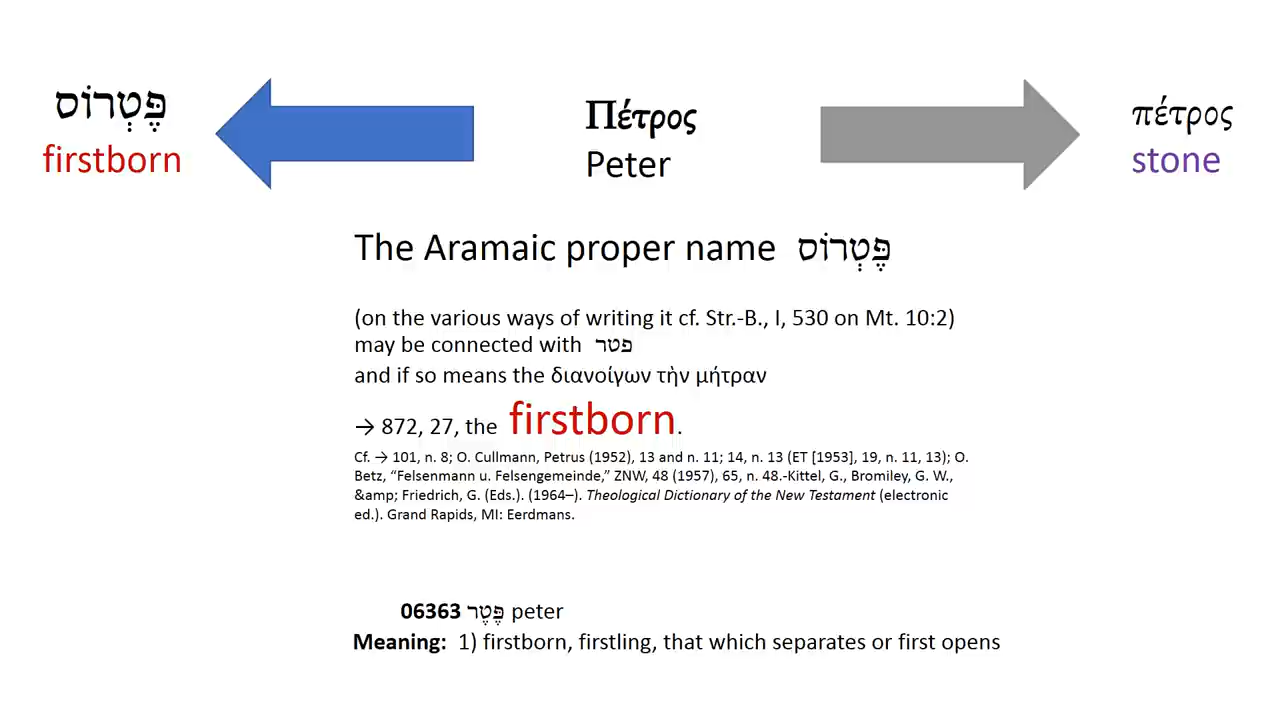 פֶּטְרוֹס
firstborn
Πέτρος
Peter
πέτρος
stone
The Aramaic proper name פֶּטְרוֹס
(on the various ways of writing it cf. Str.-B., I, 530 on Mt. 10:2)
may be connected with פטר
and if so means the διανοίγων τὴν μήτραν
→ 872, 27, the firstborn.
Cf. → 101, n. 8; O. Cullmann, Petrus (1952), 13 and n. 11; 14, n. 13 (ET [1953], 19, n. 11, 13); O.
Betz, “Felsenmann u. Felsengemeinde,” ZNW, 48 (1957), 65, n. 48.-Kittel, G., Bromiley, G. W.,
&amp; Friedrich, G. (Eds.). (1964–). Theological Dictionary of the New Testament (electronic
ed.). Grand Rapids, MI: Eerdmans.
06363 פֶּטֶר peter
Meaning: 1) firstborn, firstling, that which separates or first opens